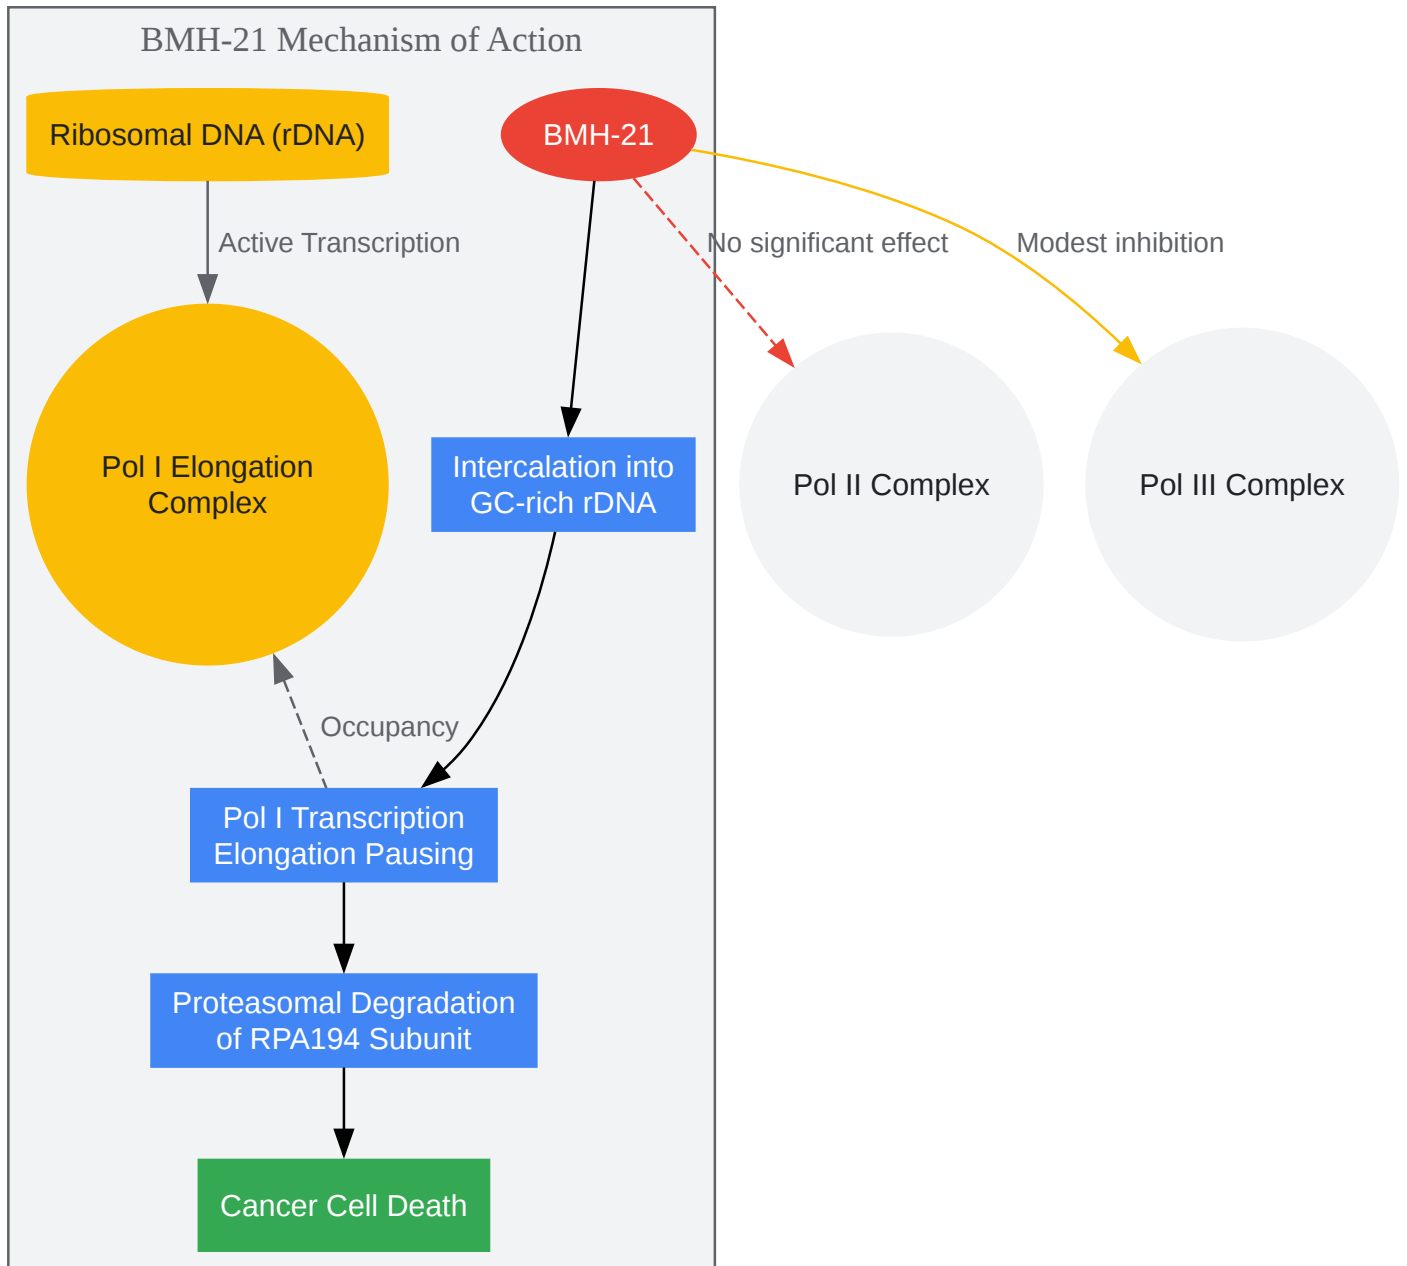 BMH-21 Mechanism of Action
Ribosomal DNA (rDNA)
BMH-21
Active Transcription
No significant effect
Modest inhibition
Pol I Elongation
Complex
Intercalation into
GC-rich rDNA
Pol II Complex
Pol III Complex
Occupancy
Pol I Transcription
Elongation Pausing
Proteasomal Degradation
of RPA194 Subunit
Cancer Cell Death